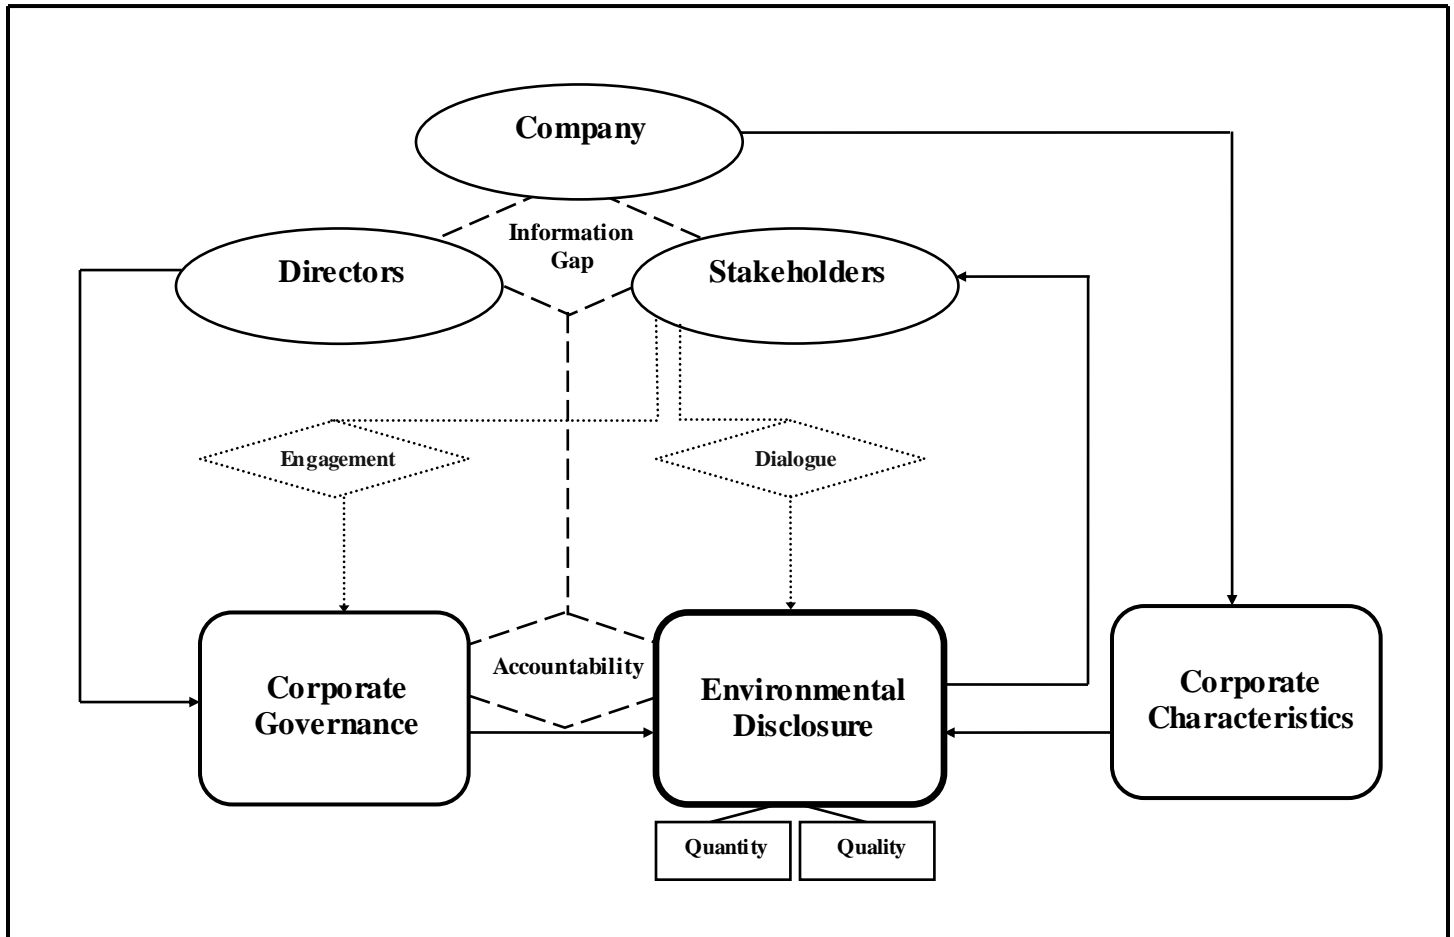 Company
Information
Gap
Directors
Stakeholders
Engagement
Dialogue
Accountability
Corporate
Governance
Environmental
Disclosure
Corporate
Characteristics
Quantity
Quality